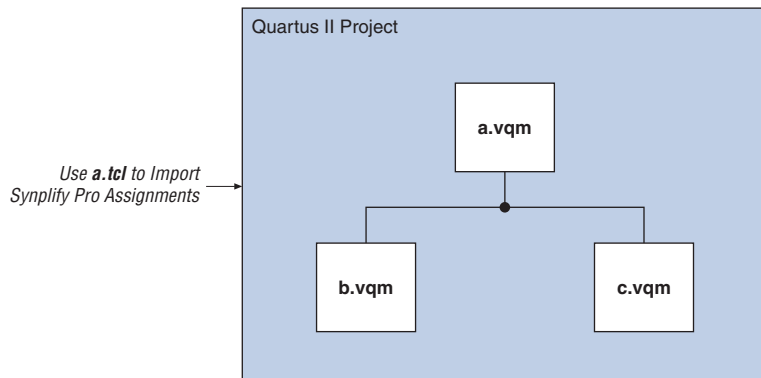 Quartus II Project
a.vqm
Use a.tcl to Import
Synplify Pro Assignments
b.vqm
c.vqm